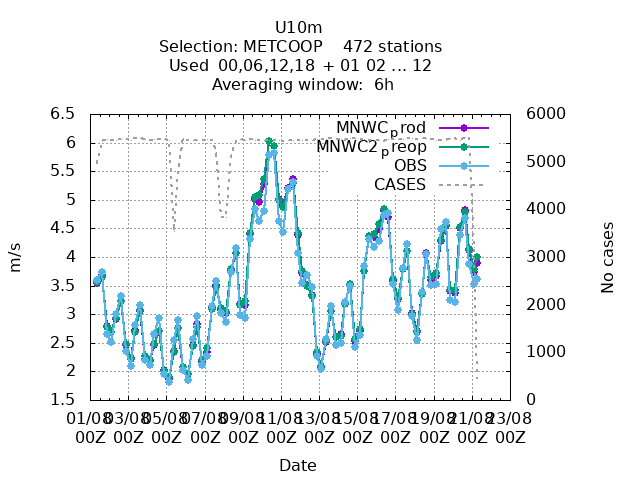 U10m
Selection: METCOOP 472 stations
Used 00,06,12,18 + 01 02 ... 12
Averaging window: 6h
6.5
6
5.5
5
4.5
4
3.5
3
2.5
2
1.5
m/s
6000
5000
4000
3000
2000
1000
0
No cases
MNWCprod
MNWC2preop
OBS
CASES
01/08 03/08 05/08 07/08 09/08 11/08 13/08 15/08 17/08 19/08 21/08 23/08
00Z 00Z 00Z 00Z 00Z 00Z 00Z 00Z 00Z 00Z 00Z 00Z
Date